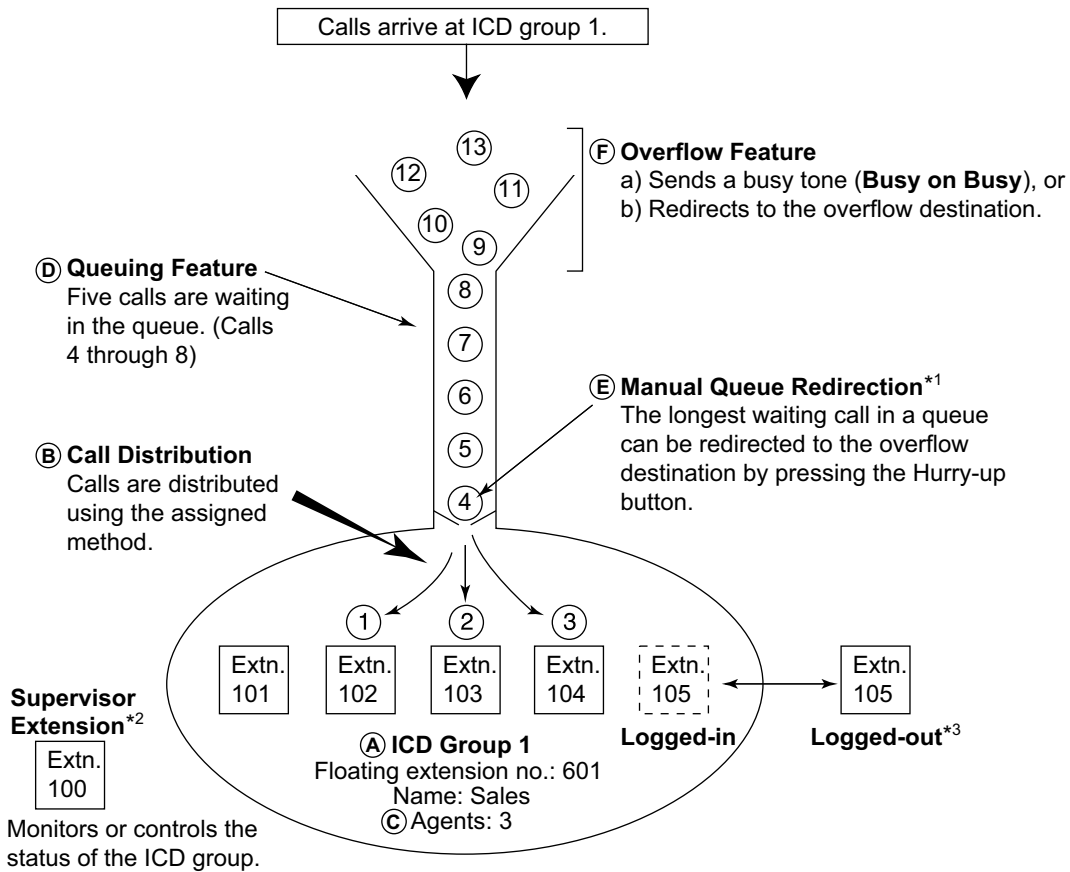 Calls arrive at ICD group 1.
13
12
11
10
9
F Overflow Feature
a) Sends a busy tone (Busy on Busy), or
b) Redirects to the overflow destination.
D Queuing Feature
Five calls are waiting
in the queue. (Calls
4 through 8)
8
7
6
5
4
E Manual Queue Redirection*1
The longest waiting call in a queue
can be redirected to the overflow
destination by pressing the Hurry-up
button.
B Call Distribution
Calls are distributed
using the assigned
method.
1
2
3
Extn.
101
Extn.
102
Extn.
103
Extn.
104
Extn.
105
Logged-in
Extn.
105
Logged-out*3
Supervisor
Extension*2
Extn.
100
Monitors or controls the
status of the ICD group.
A ICD Group 1
Floating extension no.: 601
Name: Sales
C Agents: 3